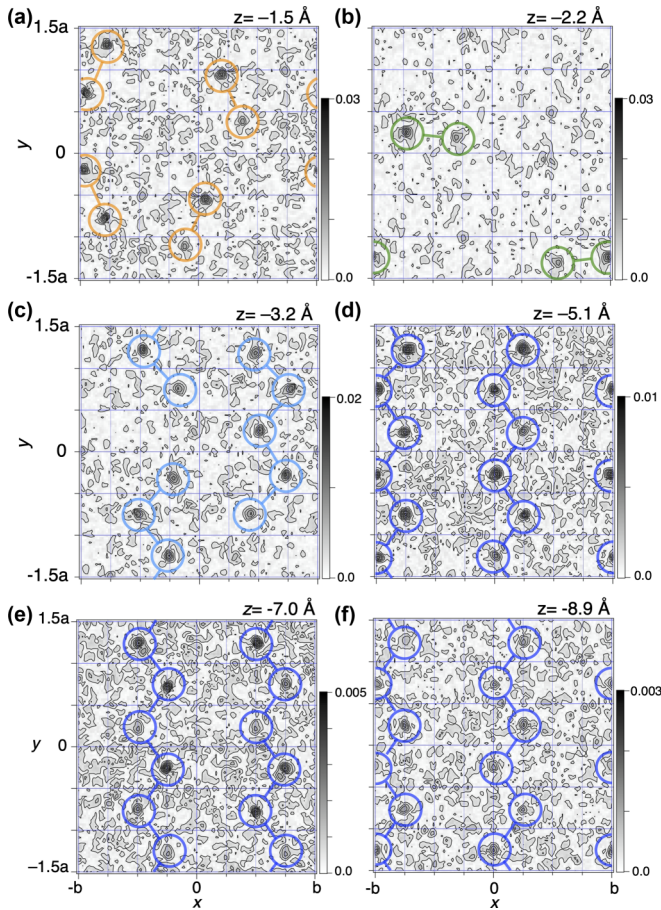 (a) z= –1.5 Å (b) z= –2.2 Å
1.5a
0.03 0.03
y 0
0.0 0.0
-1.5a
(c) z= –3.2 Å (d) z= –5.1 Å
1.5a
0.02 0.01
y 0
0.0 0.0
-1.5a
(e) z= -7.0 Å (f) z= -8.9 Å
1.5a
0.005 0.003
y 0
0.0 0.0
–1.5a
-b 0 b -b 0 b
x x